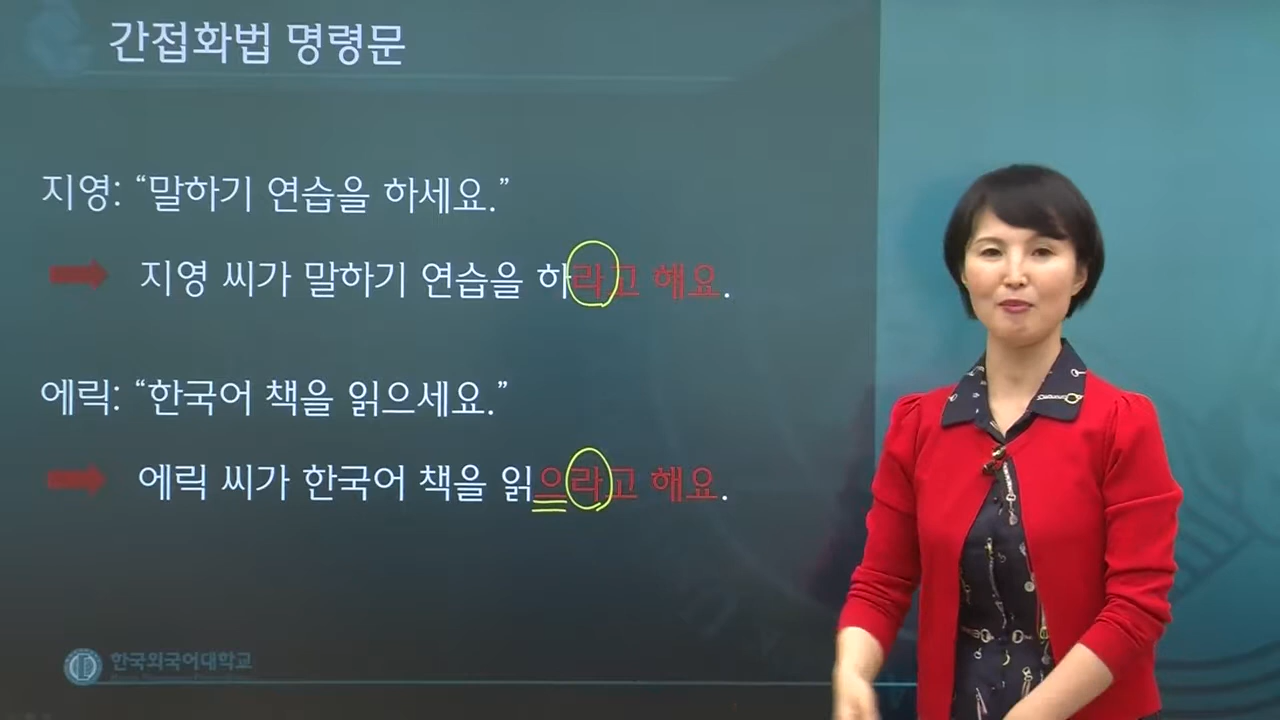 간접화법 명령문
지영: “말하기 연습을 하세요.”
지영 씨가 말하기 연습을 하라고 해요.
에릭: “한국어 책을 읽으세요.”
에릭 씨가 한국어 책을 읽으라고 해요.
한국외국어대학교